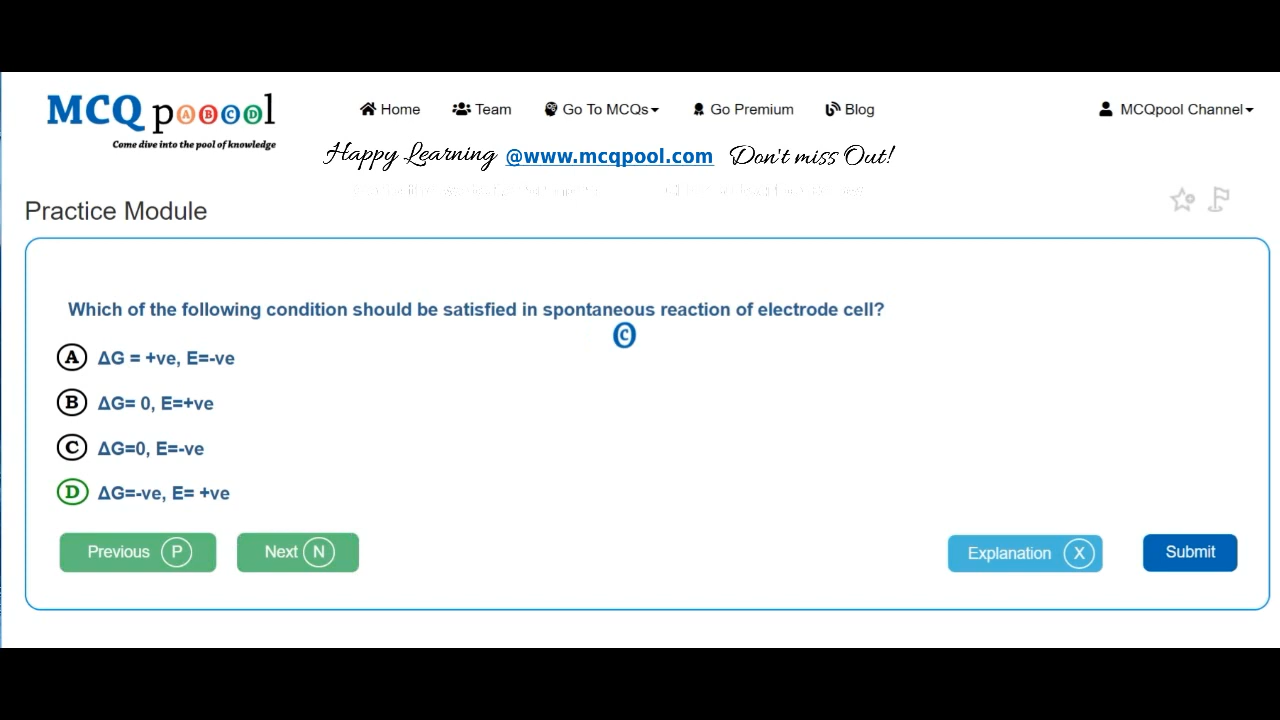 MCQ pooool
Come dive into the pool of knowledge
Home Team Go To MCQs Go Premium Blog MCQpool Channel
Happy Learning @www.mcqpool.com Don't miss Out!
Practice Module
Which of the following condition should be satisfied in spontaneous reaction of electrode cell?
C
A ΔG = +ve, E=-ve
B ΔG= 0, E=+ve
C ΔG=0, E=-ve
D ΔG=-ve, E= +ve
Previous P Next N Explanation X Submit